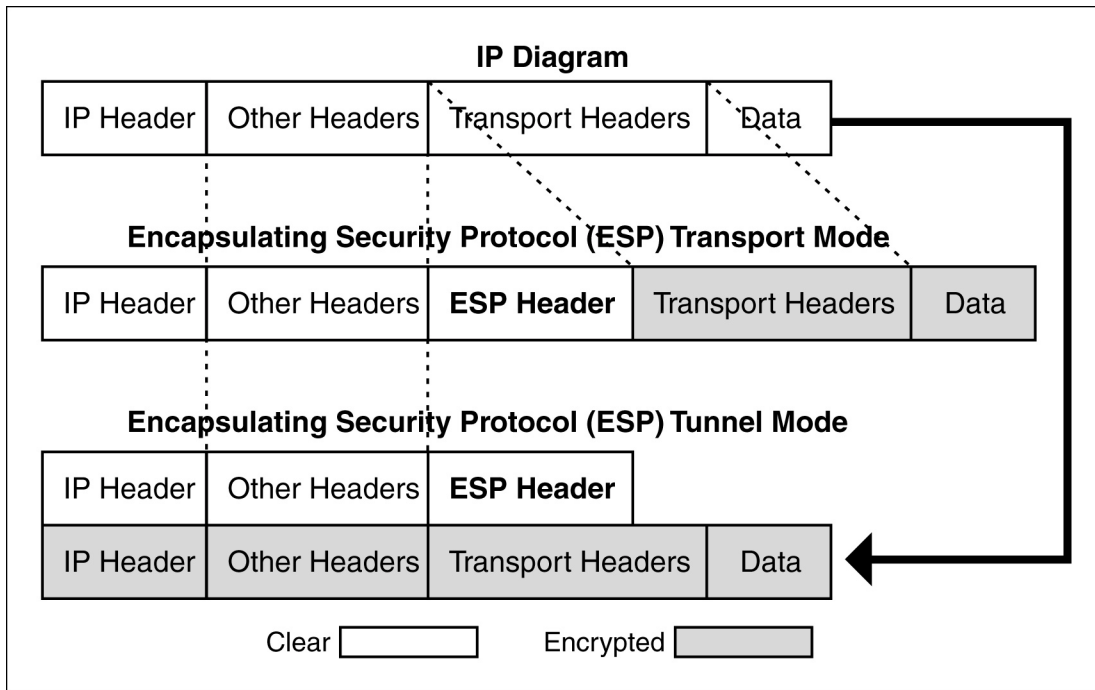 IP Diagram
IP Header Other Headers Transport Headers Data
Encapsulating Security Protocol (ESP) Transport Mode
IP Header Other Headers ESP Header Transport Headers Data
Encapsulating Security Protocol (ESP) Tunnel Mode
IP Header Other Headers ESP Header
IP Header Other Headers Transport Headers Data
Clear Encrypted